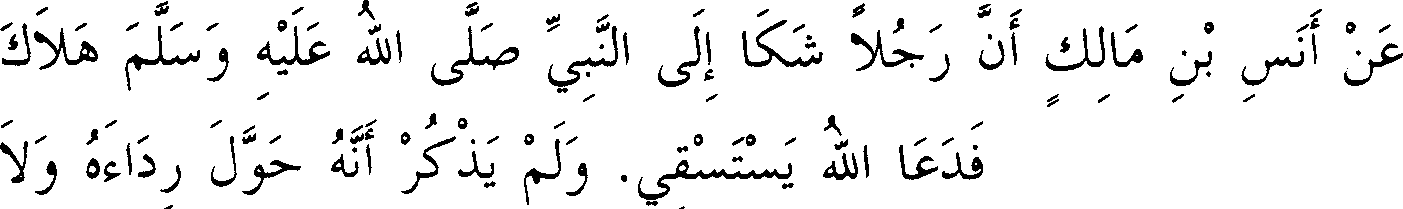 عَنْ أَنَسِ بْنِ مَالِكٍ أَنَّ رَجُلاً شَكَا إِلَى النَّبِيِّ صَلَّى اللهُ عَلَيْهِ وَسَلَّمَ هَلاَكَ
فَدَعَا اللهُ يَسْتَسْقِي. وَلَمْ يَذْكُرْ أَنَّهُ حَوَّلَ رِدَاءَهُ وَلاَ